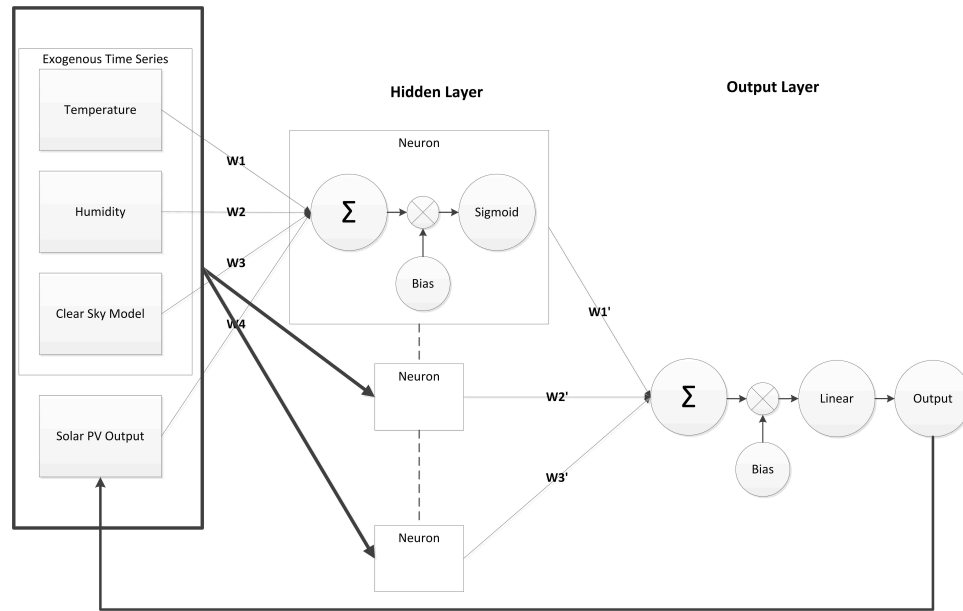 Exogenous Time Series
Temperature
Humidity
Clear Sky Model
Solar PV Output
W1
W2
W3
W4
Hidden Layer
Neuron
Σ
Sigmoid
Bias
Neuron
Neuron
W1'
W2'
W3'
Output Layer
Σ
Linear
Output
Bias